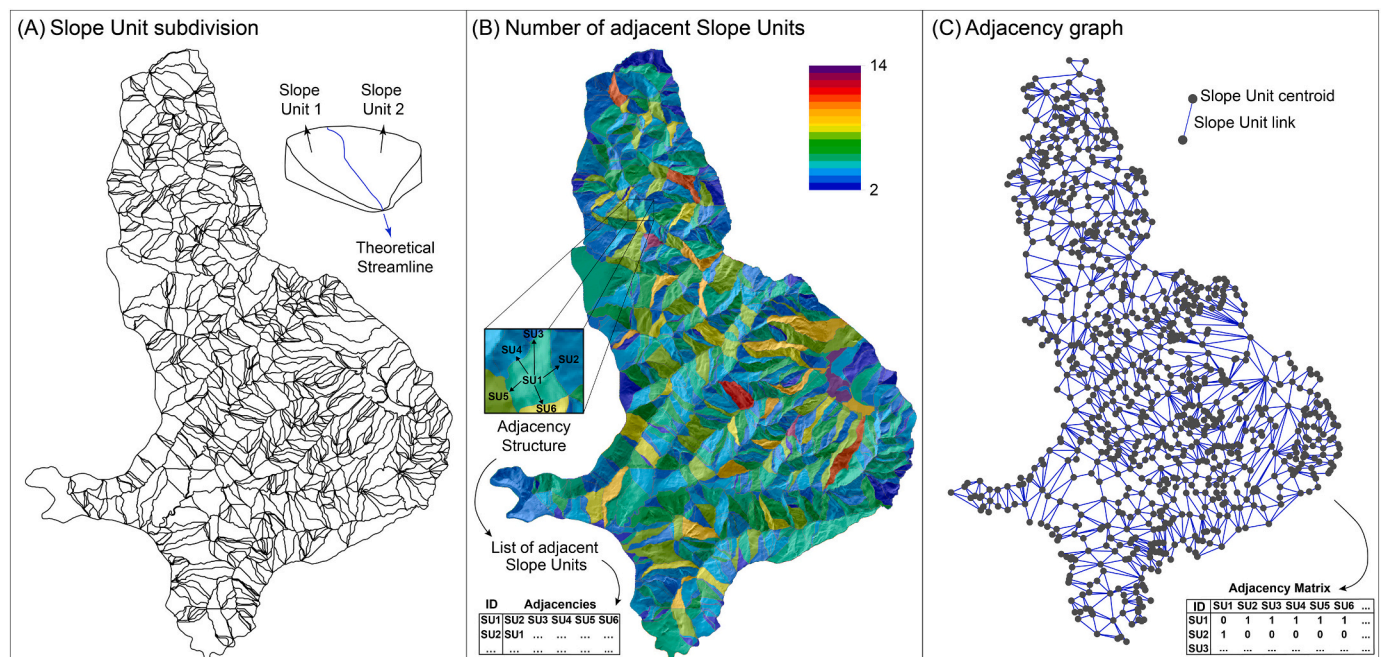 (A) Slope Unit subdivision
Slope
Unit 1
Slope
Unit 2
Theoretical
Streamline
(B) Number of adjacent Slope Units
14
2
SU3
SU4
SU2
SU1
SU5
SU6
Adjacency
Structure
List of adjacent
Slope Units
ID Adjacencies
SU1 SU2 SU3 SU4 SU5 SU6
SU2 SU1 ... ... ... ...
... ... ... ... ... ...
(C) Adjacency graph
Slope Unit centroid
Slope Unit link
Adjacency Matrix
ID SU1 SU2 SU3 SU4 SU5 SU6 ...
SU1 0 1 1 1 1 1 ...
SU2 1 0 0 0 0 0 ...
SU3 ... ... ... ... ... ... ...